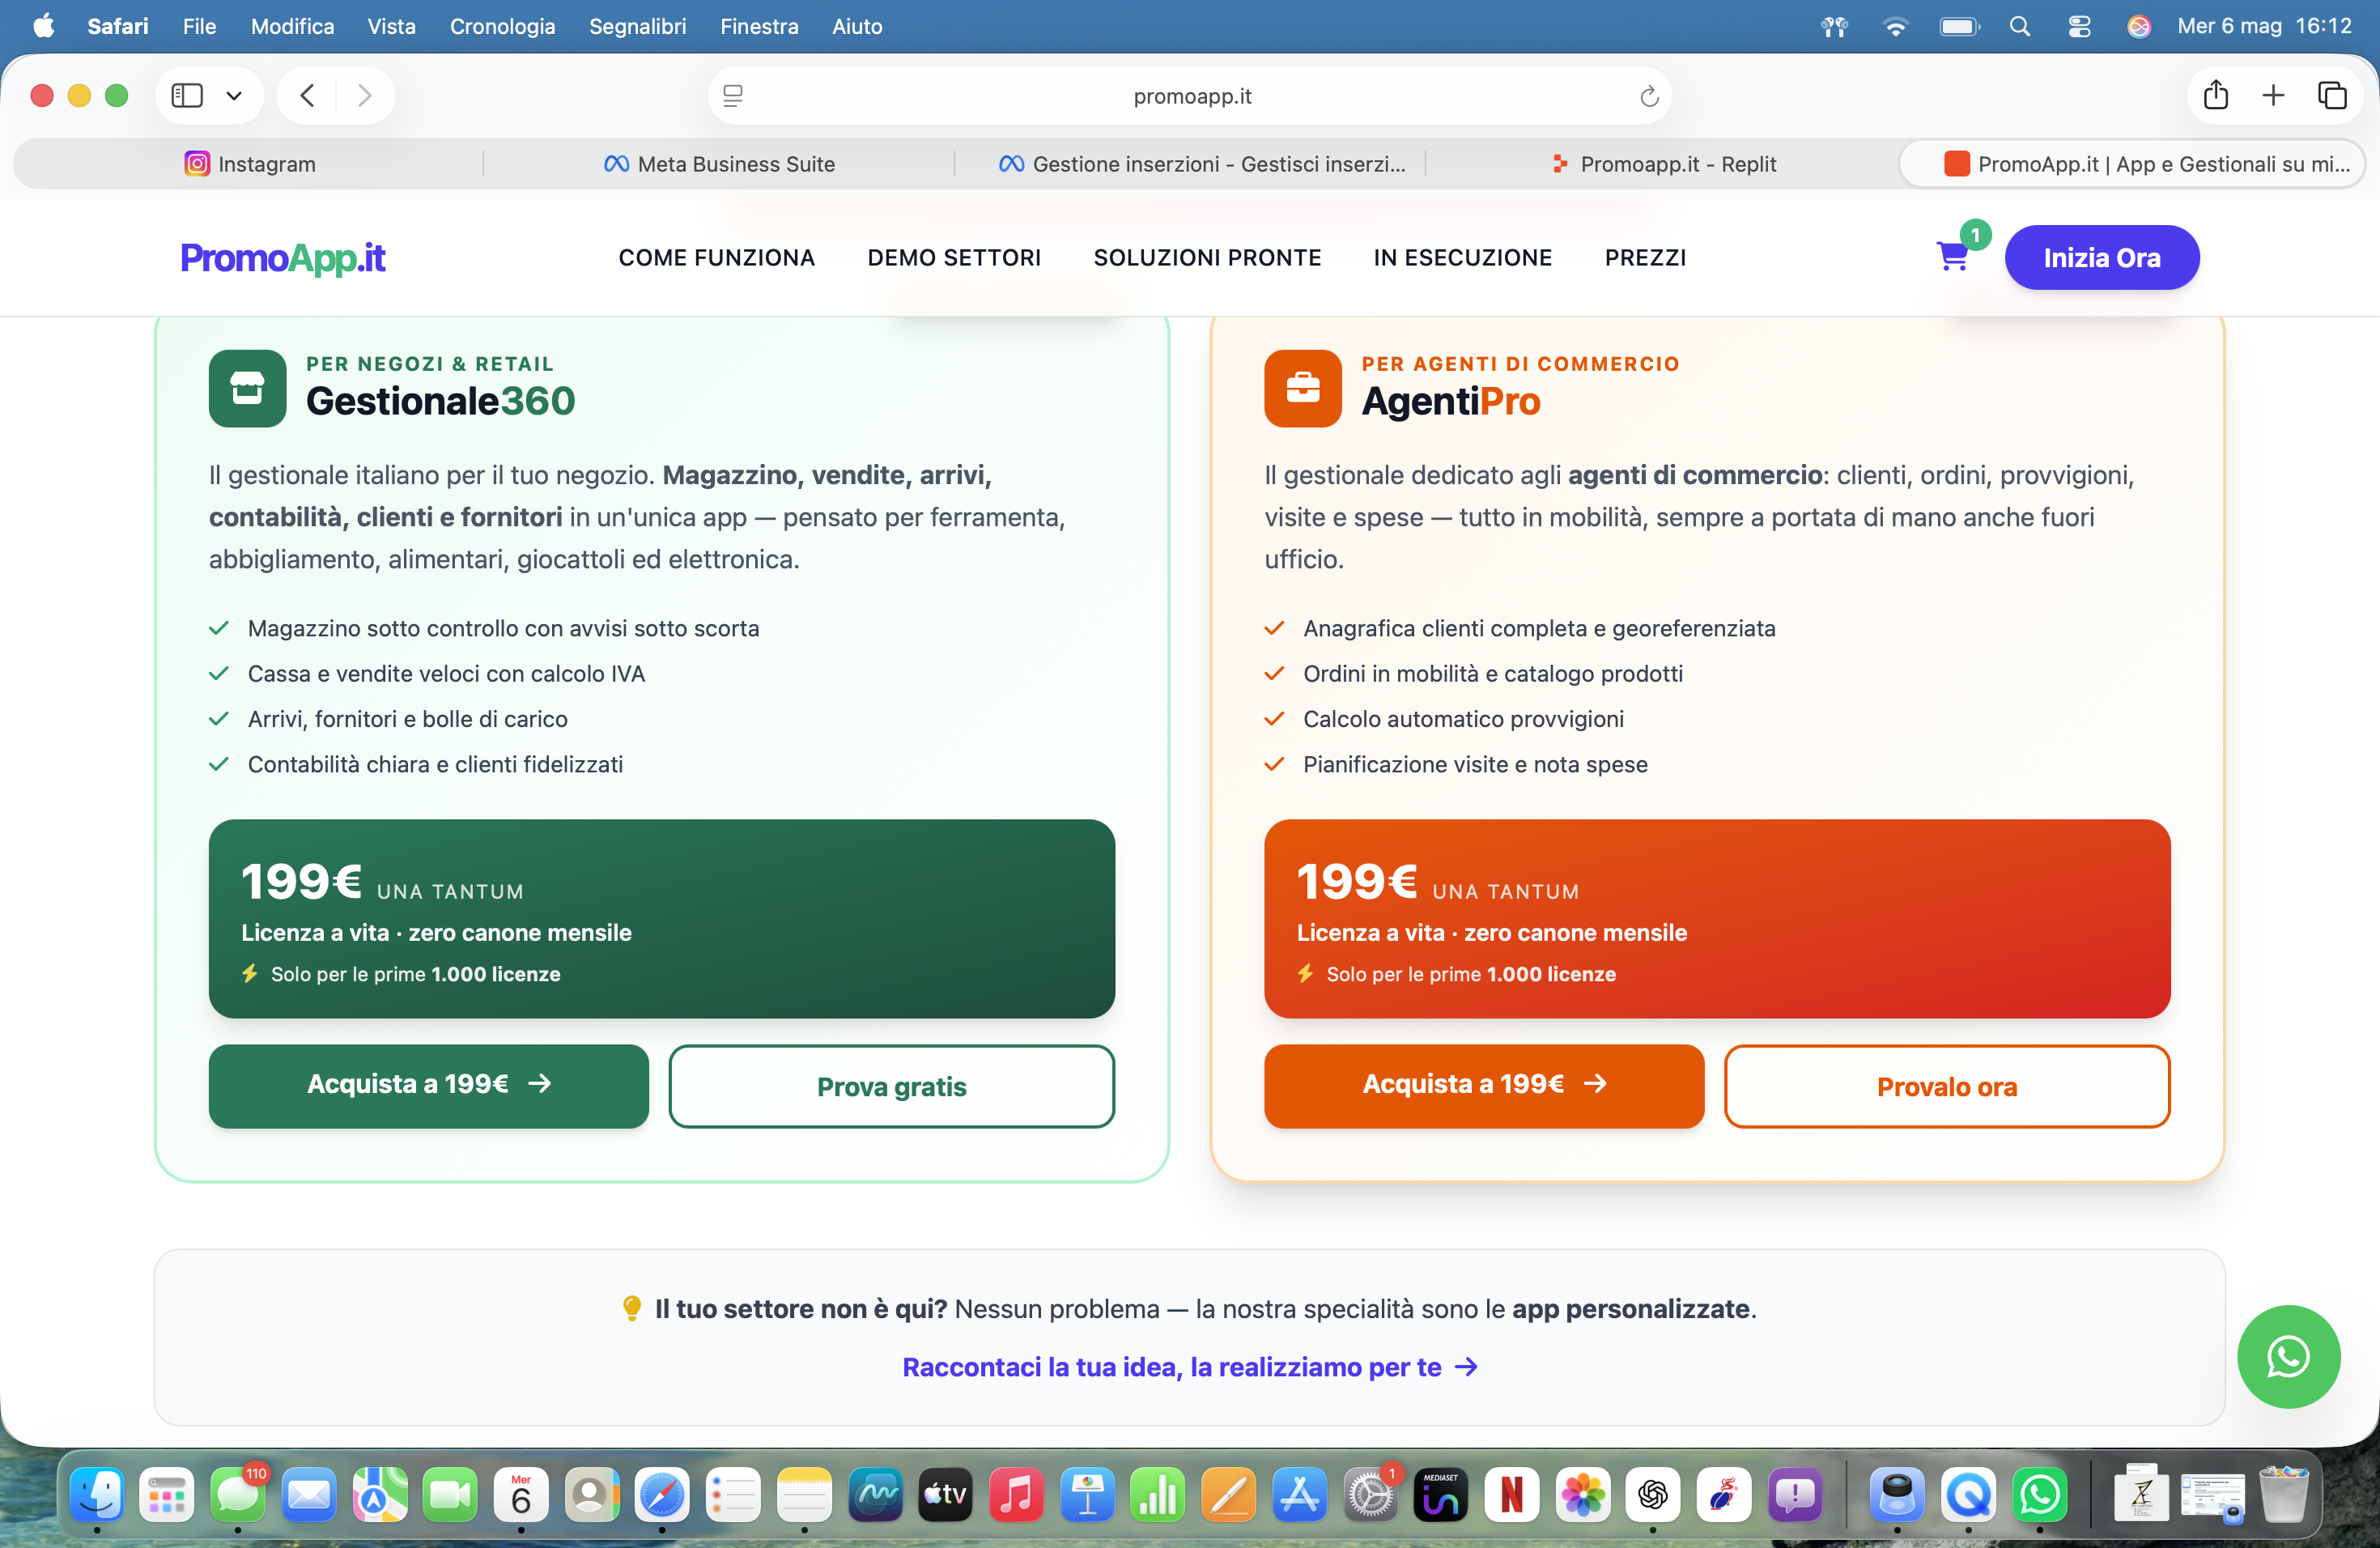 Safari File Modifica Vista Cronologia Segnalibri Finestra Aiuto Mer 6 mag 16:12
promoapp.it
Instagram Meta Business Suite Gestione inserzioni - Gestisci inserzi... Promoapp.it - Replit PromoApp.it | App e Gestionali su mi...
PromoApp.it COME FUNZIONA DEMO SETTORI SOLUZIONI PRONTE IN ESECUZIONE PREZZI 1 Inizia Ora
PER NEGOZI & RETAIL
Gestionale360
Il gestionale italiano per il tuo negozio. Magazzino, vendite, arrivi,
contabilità, clienti e fornitori in un'unica app — pensato per ferramenta,
abbigliamento, alimentari, giocattoli ed elettronica.
Magazzino sotto controllo con avvisi sotto scorta
Cassa e vendite veloci con calcolo IVA
Arrivi, fornitori e bolle di carico
Contabilità chiara e clienti fidelizzati
199€ UNA TANTUM
Licenza a vita · zero canone mensile
Solo per le prime 1.000 licenze
Acquista a 199€ →
Prova gratis
PER AGENTI DI COMMERCIO
AgentiPro
Il gestionale dedicato agli agenti di commercio: clienti, ordini, provvigioni,
visite e spese — tutto in mobilità, sempre a portata di mano anche fuori
ufficio.
Anagrafica clienti completa e georeferenziata
Ordini in mobilità e catalogo prodotti
Calcolo automatico provvigioni
Pianificazione visite e nota spese
199€ UNA TANTUM
Licenza a vita · zero canone mensile
Solo per le prime 1.000 licenze
Acquista a 199€ →
Provalo ora
Il tuo settore non è qui? Nessun problema — la nostra specialità sono le app personalizzate.
Raccontaci la tua idea, la realizziamo per te →
110
Mer
6
tv
1
MEDIASET
in
N